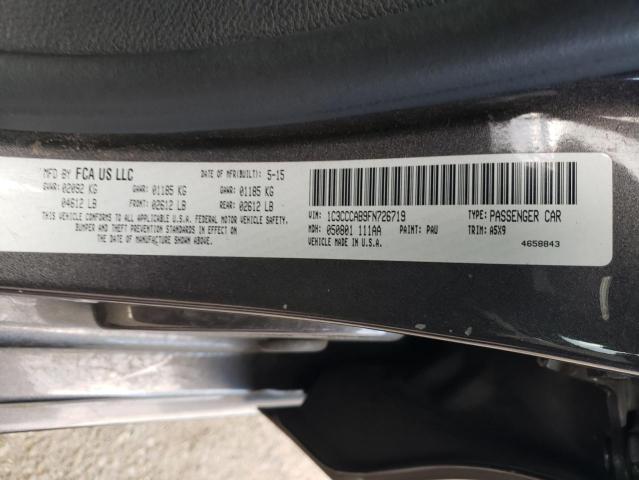 MFD BY FCA US LLC DATE OF MFR(BUILT): 5-15
GVWR: 02092 KG GAWR: 01185 KG GAWR: 01185 KG
04612 LB FRONT: 02612 LB REAR: 02612 LB
THIS VEHICLE CONFORMS TO ALL APPLICABLE U.S.A. FEDERAL MOTOR VEHICLE SAFETY,
BUMPER AND THEFT PREVENTION STANDARDS IN EFFECT ON
THE DATE OF MANUFACTURE SHOWN ABOVE.
VIN: 1C3CCCAB9FN726719 TYPE: PASSENGER CAR
MDH: 050801 111AA PAINT: PAU TRIM: A5X9
MADE IN U.S.A. 4658843